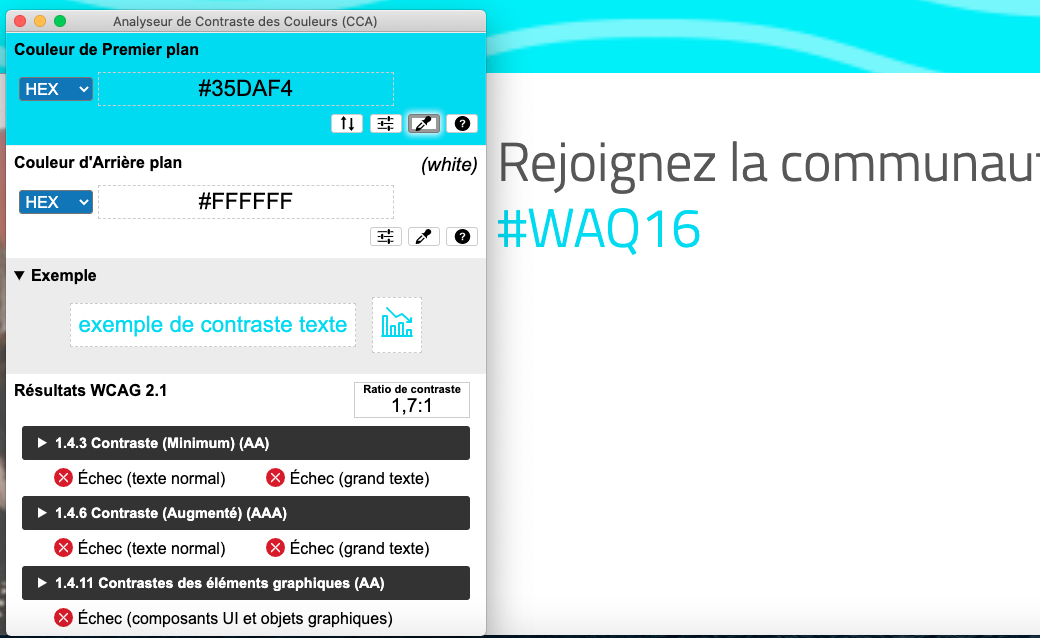 Analyseur de Contraste des Couleurs (CCA)
Couleur de Premier plan
HEX
#35DAF4
Couleur d'Arrière plan
(white)
HEX
#FFFFFF
Exemple
exemple de contraste texte
Résultats WCAG 2.1
Ratio de contraste
1,7:1
1.4.3 Contraste (Minimum) (AA)
Échec (texte normal)
Échec (grand texte)
1.4.6 Contraste (Augmenté) (AAA)
Échec (texte normal)
Échec (grand texte)
1.4.11 Contrastes des éléments graphiques (AA)
Échec (composants UI et objets graphiques)
Rejoignez la communaut
#WAQ16